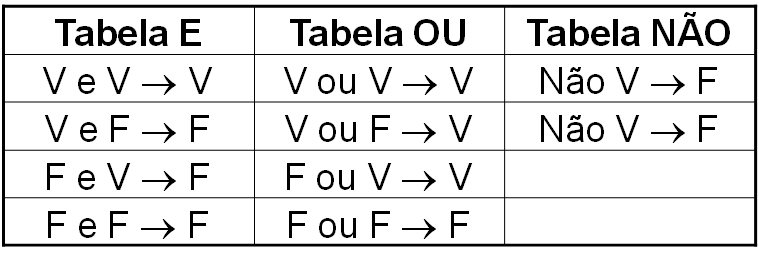 Tabela E Tabela OU Tabela NÃO
V e V → V V ou V → V Não V → F
V e F → F V ou F → V Não V → F
F e V → F F ou V → V
F e F → F F ou F → F